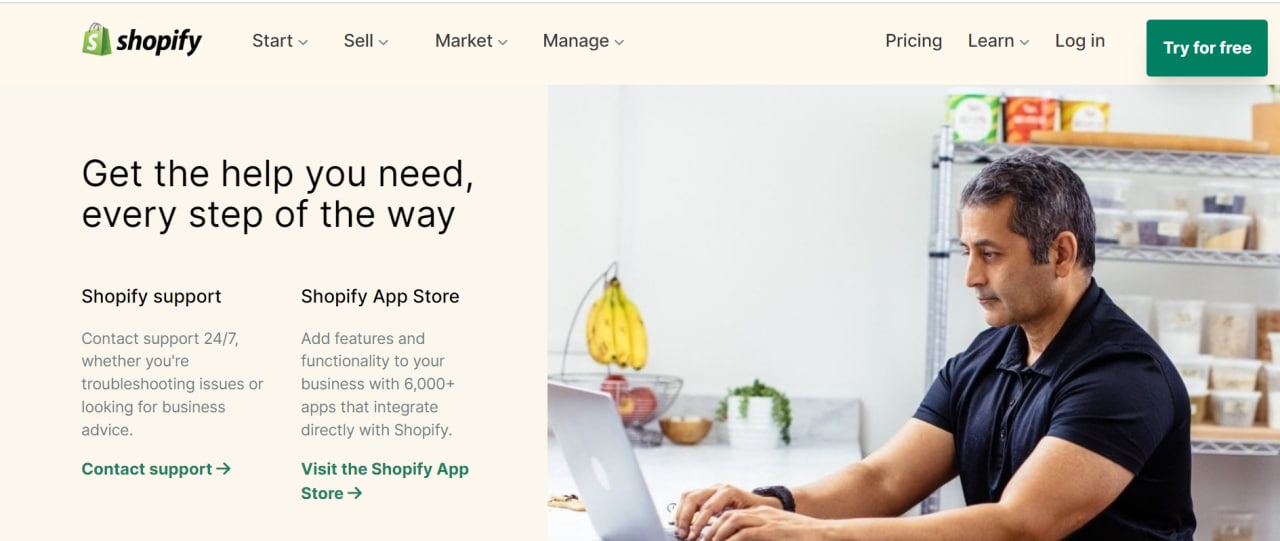 shopify
Start
Sell
Market
Manage
Pricing
Learn
Log in
Try for free
Get the help you need,
every step of the way
Shopify support
Contact support 24/7,
whether you're
troubleshooting issues or
looking for business
advice.
Contact support →
Shopify App Store
Add features and
functionality to your
business with 6,000+
apps that integrate
directly with Shopify.
Visit the Shopify App
Store →